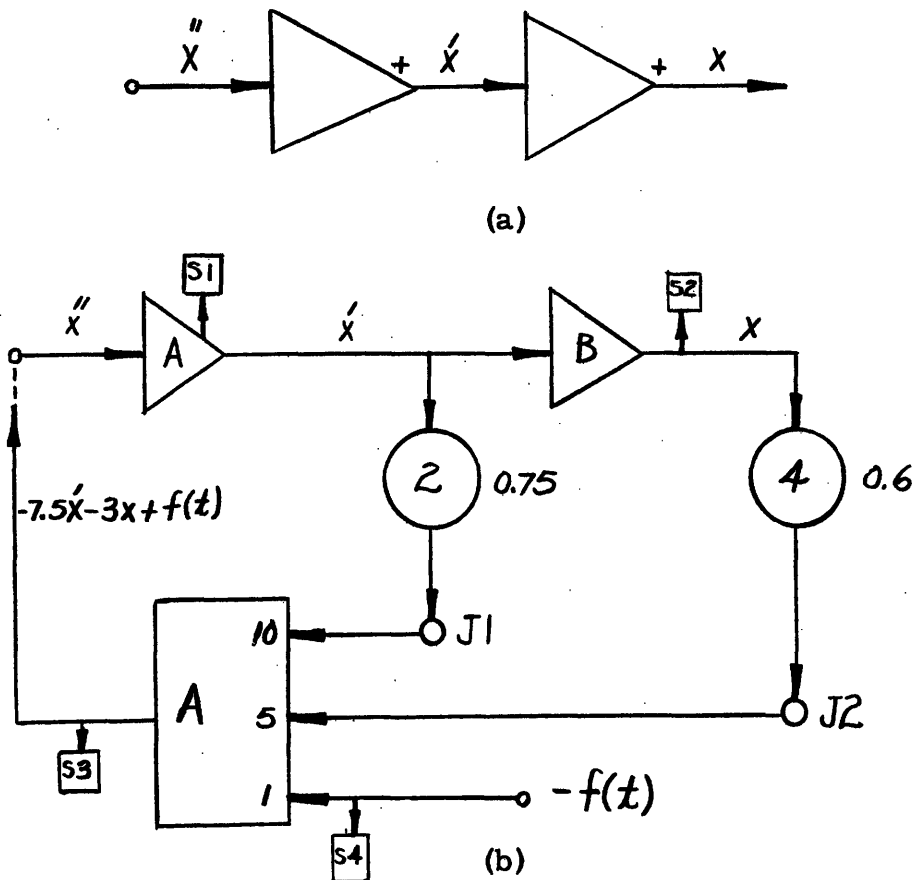 x'' + x' + x
(a)
S1 S2
x'' A x' B x
2 0.75 4 0.6
-7.5x'-3x+f(t)
10 J1
A 5 J2
S3
1 -f(t)
S4
(b)